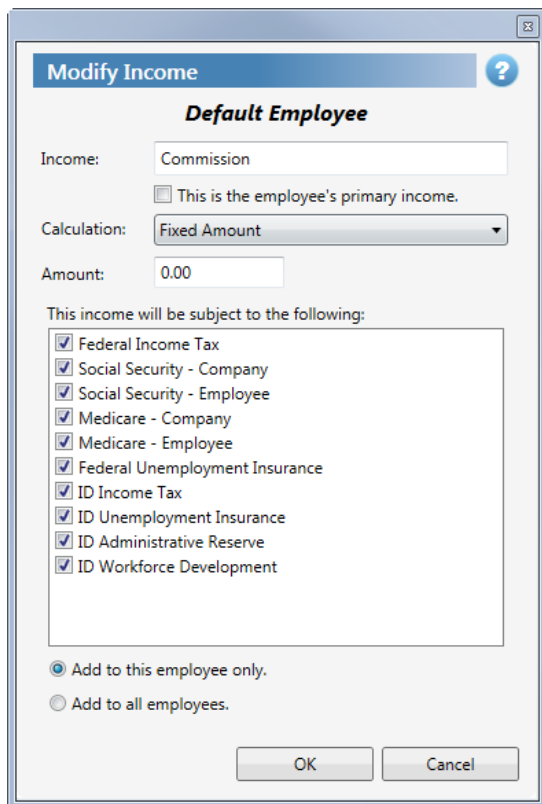 Modify Income
?
Default Employee
Income: Commission
This is the employee's primary income.
Calculation: Fixed Amount
Amount: 0.00
This income will be subject to the following:
Federal Income Tax
Social Security - Company
Social Security - Employee
Medicare - Company
Medicare - Employee
Federal Unemployment Insurance
ID Income Tax
ID Unemployment Insurance
ID Administrative Reserve
ID Workforce Development
Add to this employee only.
Add to all employees.
OK Cancel